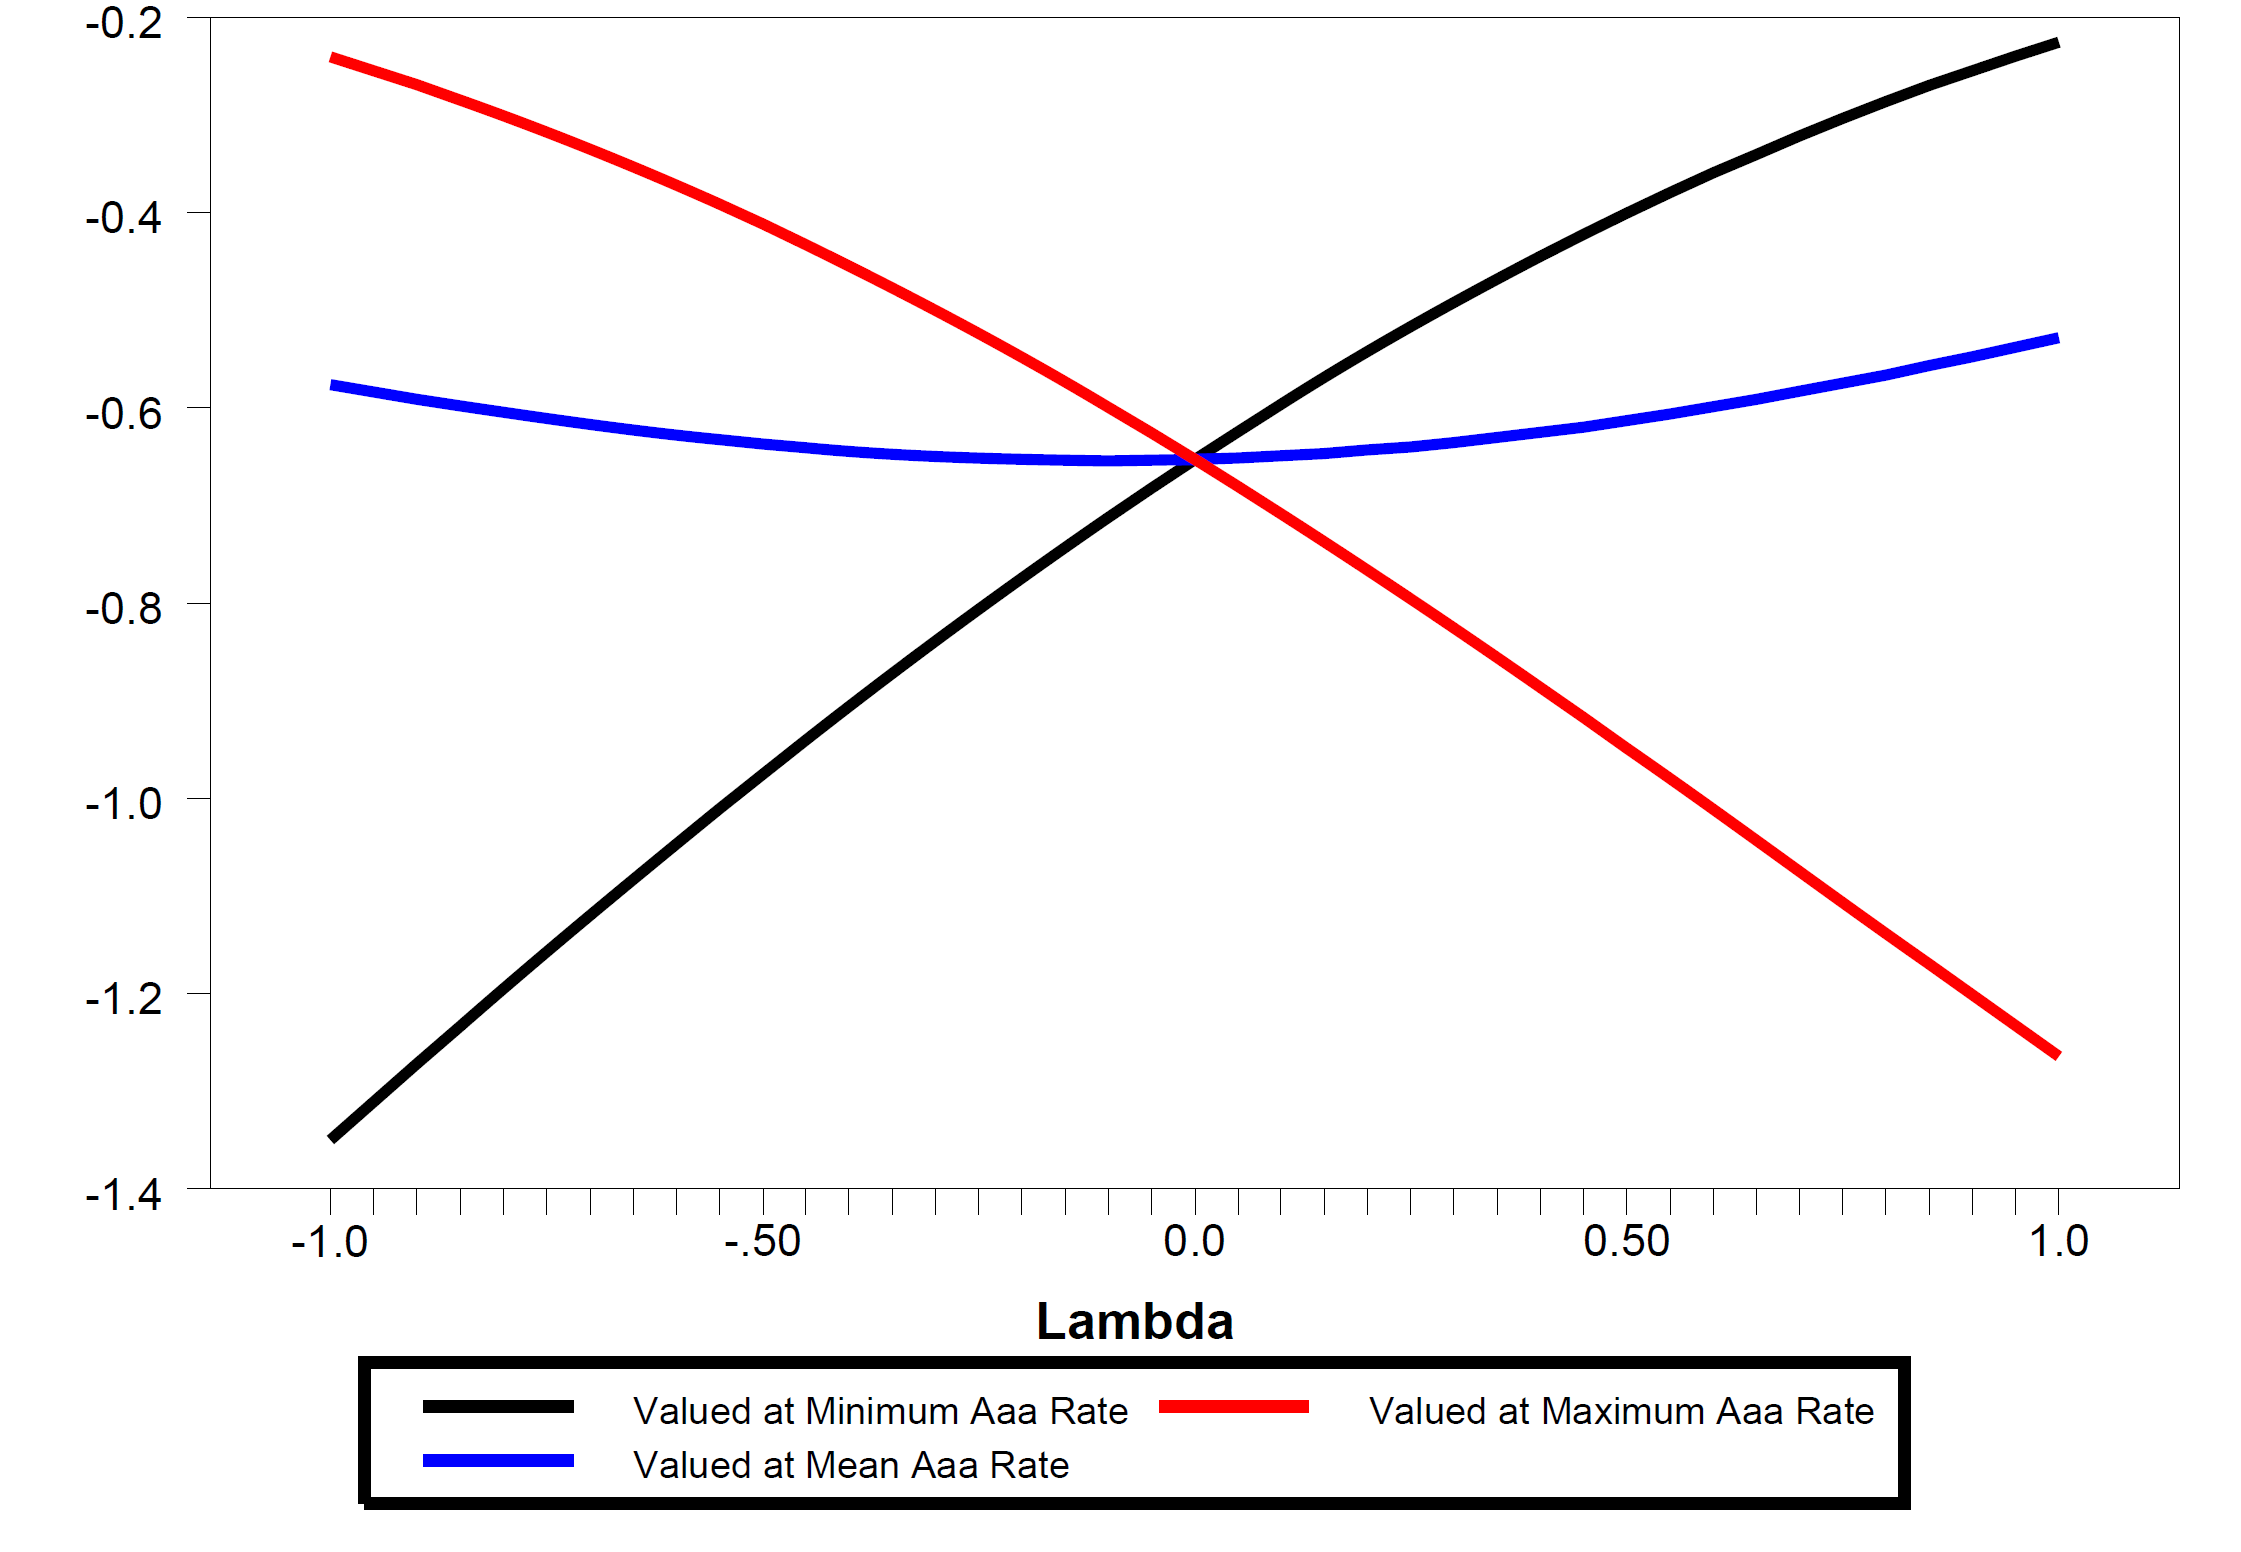 -0.2
-0.4
-0.6
-0.8
-1.0
-1.2
-1.4
-1.0 -.50 0.0 0.50 1.0
Lambda
Valued at Minimum Aaa Rate Valued at Maximum Aaa Rate
Valued at Mean Aaa Rate